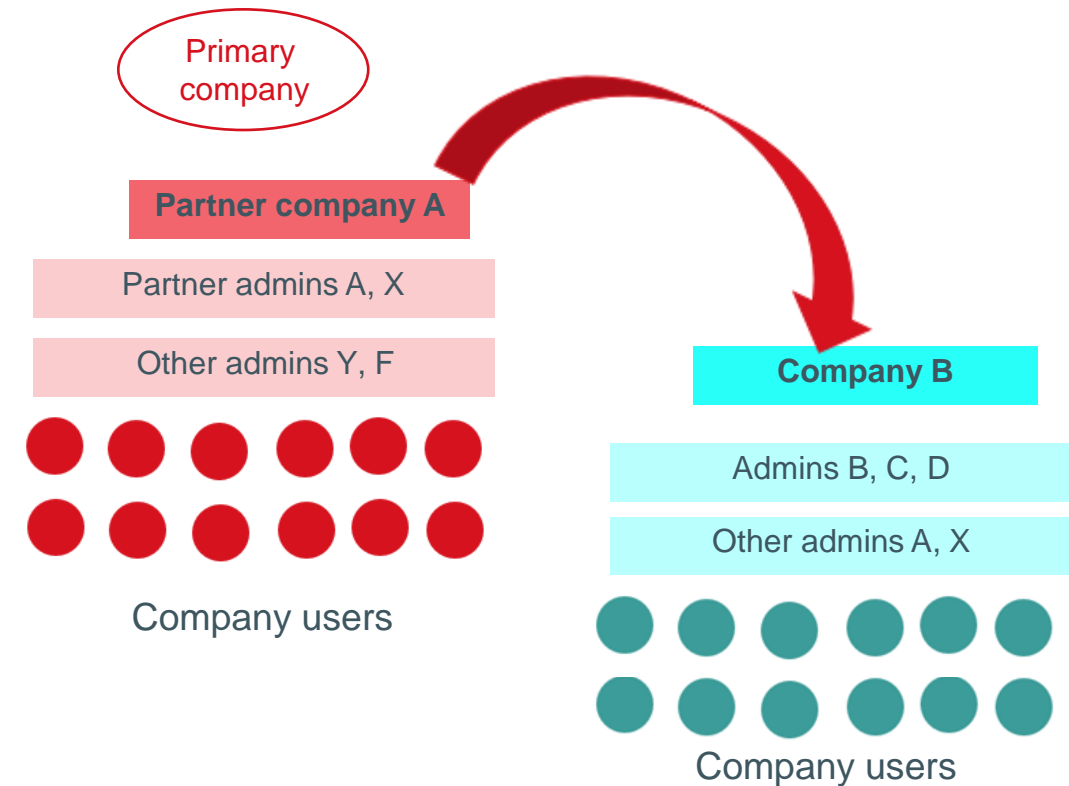 Primary
company
Partner company A
Partner admins A, X
Other admins Y, F
Company users
Company B
Admins B, C, D
Other admins A, X
Company users